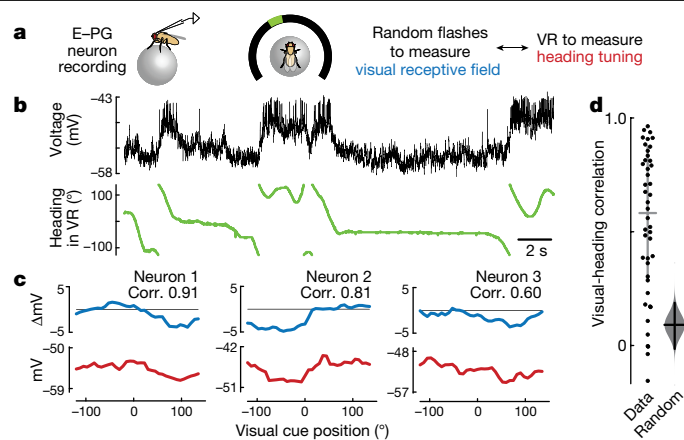 a
E–PG
neuron
recording
Random flashes
to measure
visual receptive field
VR to measure
heading tuning
b
Voltage
(mV)
-43
-58
Heading
in VR (°)
100
-100
2 s
c
Neuron 1
Corr. 0.91
Neuron 2
Corr. 0.81
Neuron 3
Corr. 0.60
ΔmV
5
-5
5
-5
5
-5
mV
-50
-59
-42
-51
-48
-57
-100 0 100
-100 0 100
-100 0 100
Visual cue position (°)
d
Visual-heading correlation
1.0
0
Data
Random